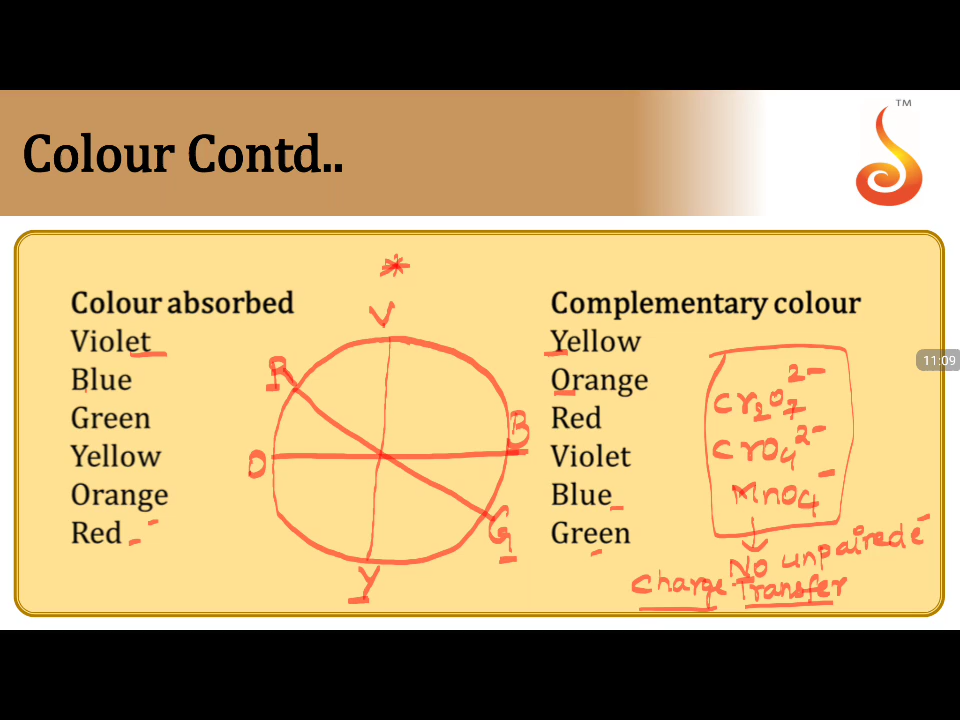 Colour Contd..
TM
*
Colour absorbed
Violet
Blue
Green
Yellow
Orange
Red
V
R
B
O
G
Y
Complementary colour
Yellow
Orange
Red
Violet
Blue
Green
Cr2O7 2-
CrO4 2-
MnO4 -
No unpaired e-
Charge Transfer
11:09